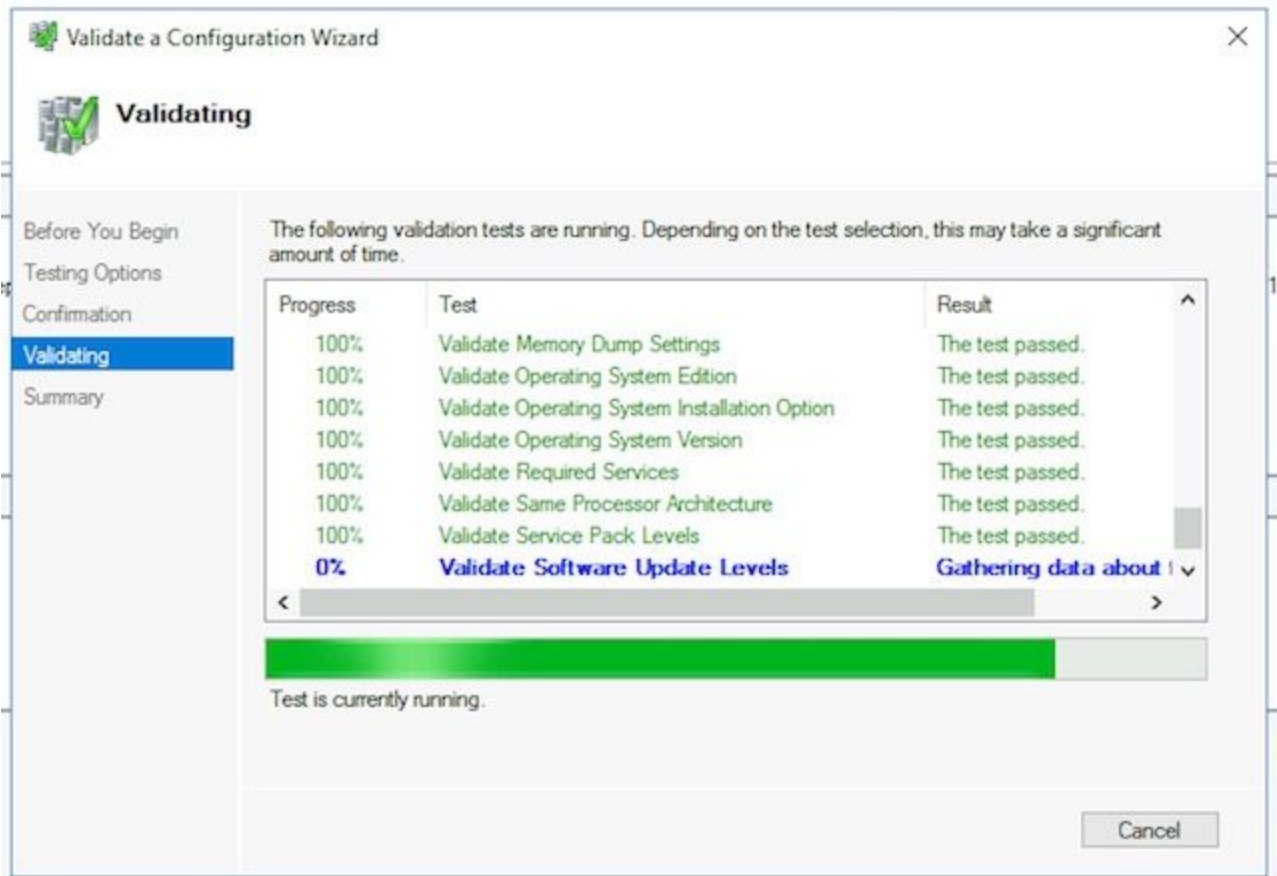 Validate a Configuration Wizard
Validating
Before You Begin
Testing Options
Confirmation
Validating
Summary
The following validation tests are running. Depending on the test selection, this may take a significant
amount of time.
Progress Test Result
100% Validate Memory Dump Settings The test passed.
100% Validate Operating System Edition The test passed.
100% Validate Operating System Installation Option The test passed.
100% Validate Operating System Version The test passed.
100% Validate Required Services The test passed.
100% Validate Same Processor Architecture The test passed.
100% Validate Service Pack Levels The test passed.
0% Validate Software Update Levels Gathering data about
Test is currently running.
Cancel